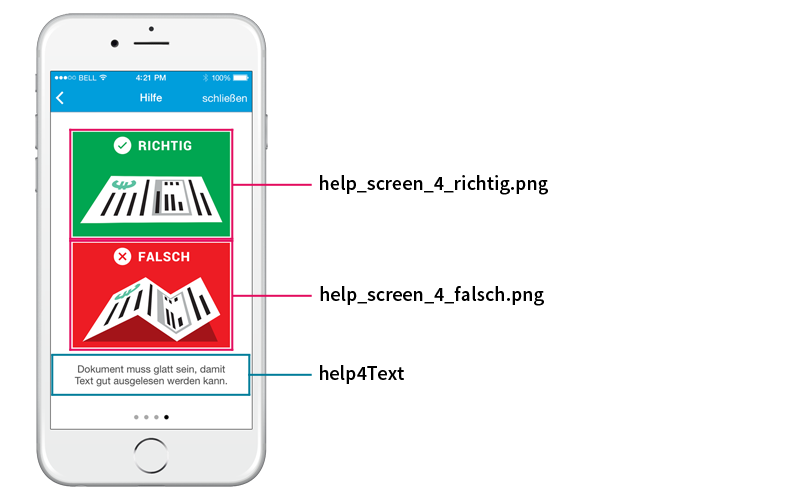 BELL 4:21 PM 100%
Hilfe schließen
RICHTIG
help_screen_4_richtig.png
FALSCH
help_screen_4_falsch.png
Dokument muss glatt sein, damit
Text gut ausgelesen werden kann.
help4Text